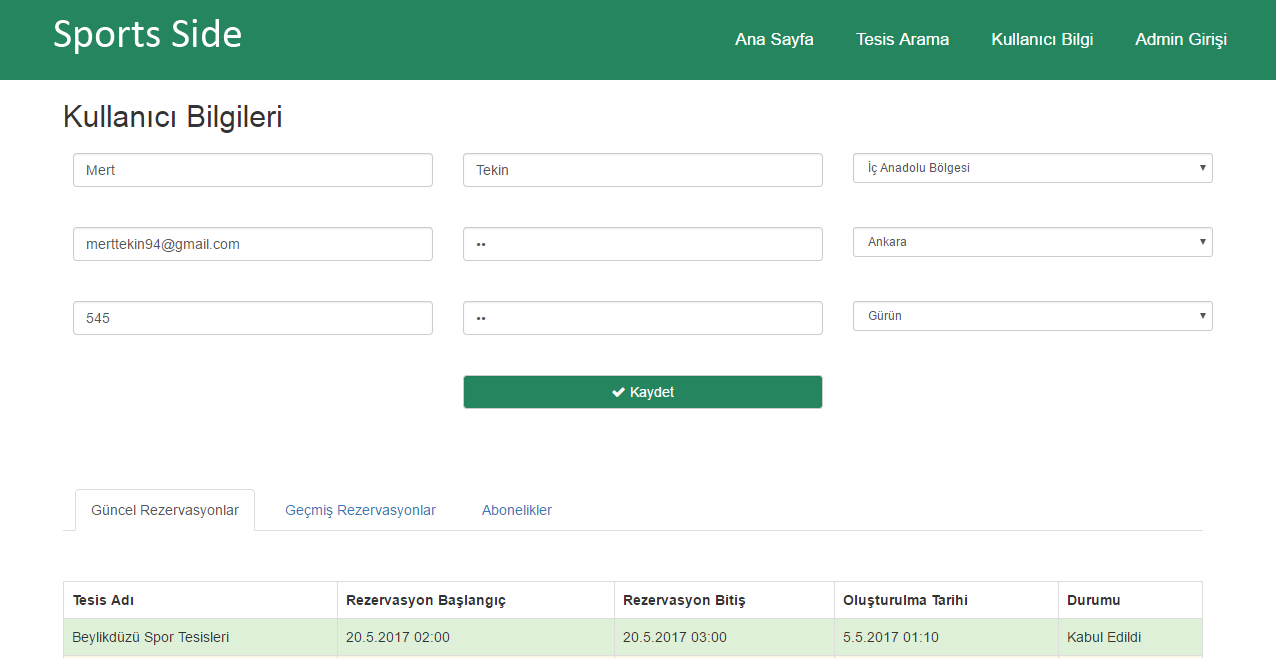 Sports Side
Ana Sayfa Tesis Arama Kullanıcı Bilgi Admin Girişi
Kullanıcı Bilgileri
Mert Tekin İç Anadolu Bölgesi
merttekin94@gmail.com •• Ankara
545 •• Gürün
Kaydet
Güncel Rezervasyonlar Geçmiş Rezervasyonlar Abonelikler
Tesis Adı Rezervasyon Başlangıç Rezervasyon Bitiş Oluşturulma Tarihi Durumu
Beylikdüzü Spor Tesisleri 20.5.2017 02:00 20.5.2017 03:00 5.5.2017 01:10 Kabul Edildi